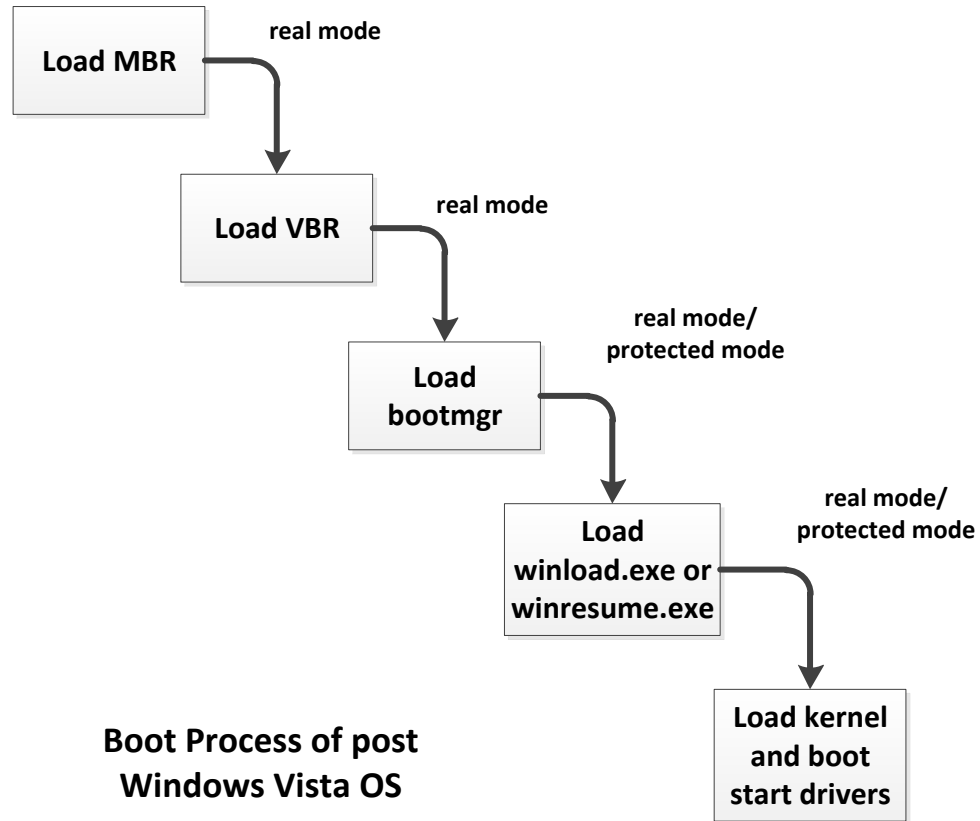 Load MBR
real mode
Load VBR
real mode
Load
bootmgr
real mode/
protected mode
Load
winload.exe or
winresume.exe
real mode/
protected mode
Load kernel
and boot
start drivers
Boot Process of post
Windows Vista OS